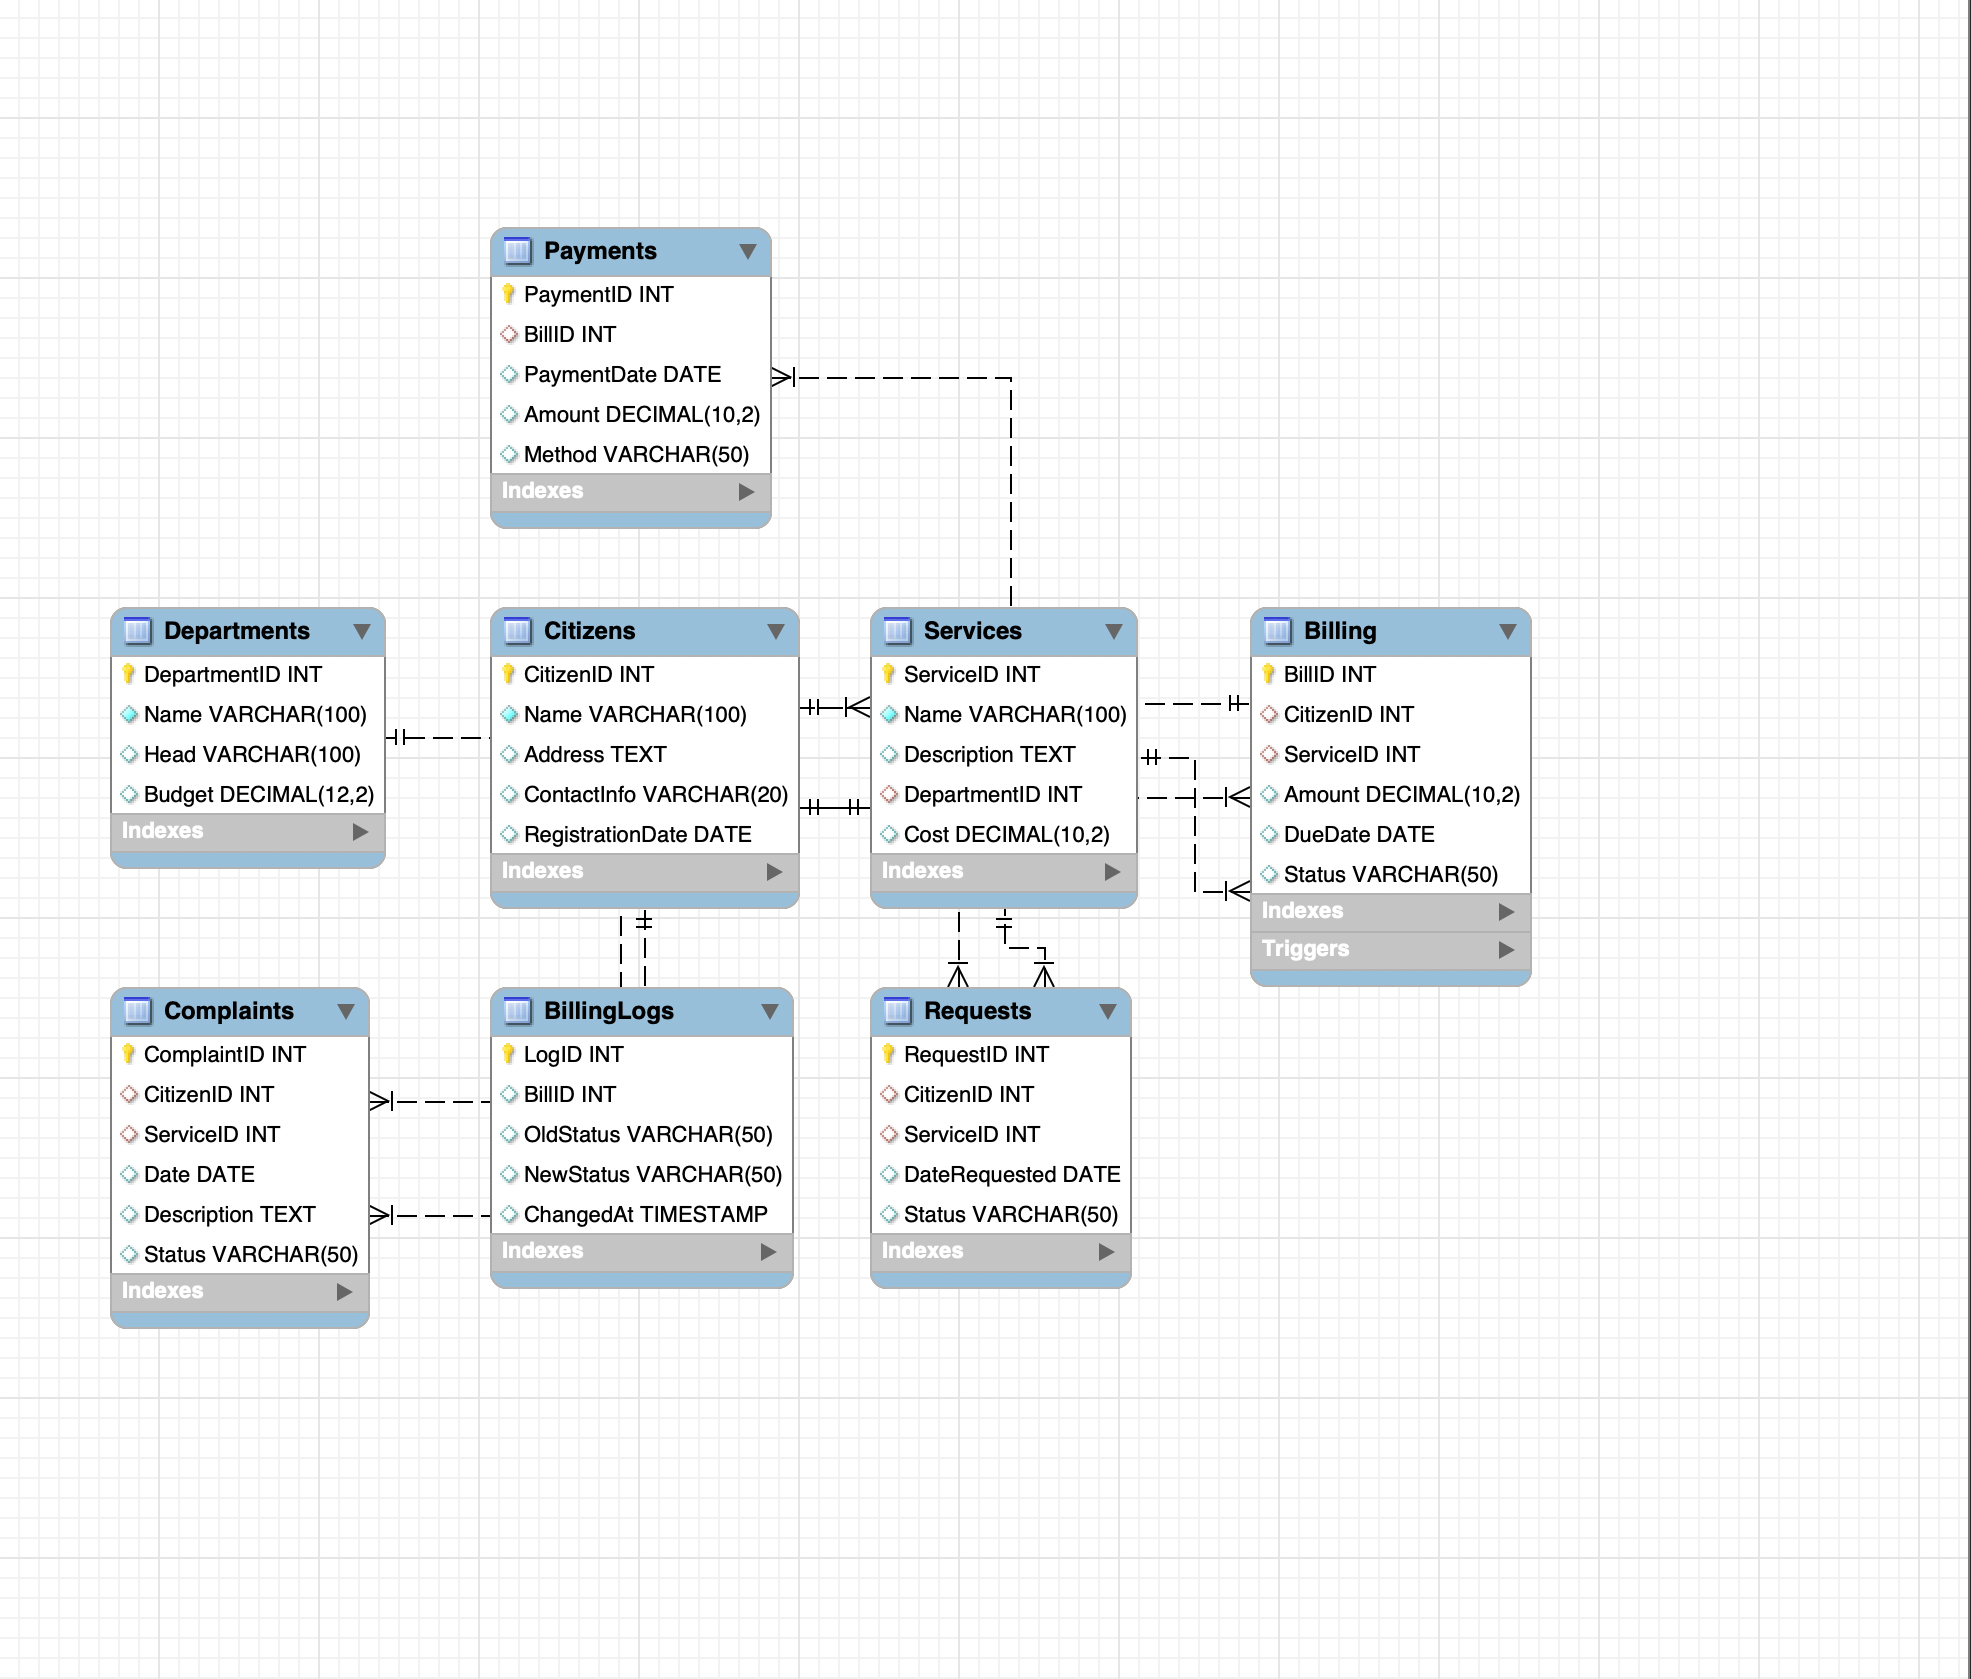 Payments
PaymentID INT
BillID INT
PaymentDate DATE
Amount DECIMAL(10,2)
Method VARCHAR(50)
Indexes
Departments
DepartmentID INT
Name VARCHAR(100)
Head VARCHAR(100)
Budget DECIMAL(12,2)
Indexes
Citizens
CitizenID INT
Name VARCHAR(100)
Address TEXT
ContactInfo VARCHAR(20)
RegistrationDate DATE
Indexes
Services
ServiceID INT
Name VARCHAR(100)
Description TEXT
DepartmentID INT
Cost DECIMAL(10,2)
Indexes
Billing
BillID INT
CitizenID INT
ServiceID INT
Amount DECIMAL(10,2)
DueDate DATE
Status VARCHAR(50)
Indexes
Triggers
Complaints
ComplaintID INT
CitizenID INT
ServiceID INT
Date DATE
Description TEXT
Status VARCHAR(50)
Indexes
BillingLogs
LogID INT
BillID INT
OldStatus VARCHAR(50)
NewStatus VARCHAR(50)
ChangedAt TIMESTAMP
Indexes
Requests
RequestID INT
CitizenID INT
ServiceID INT
DateRequested DATE
Status VARCHAR(50)
Indexes